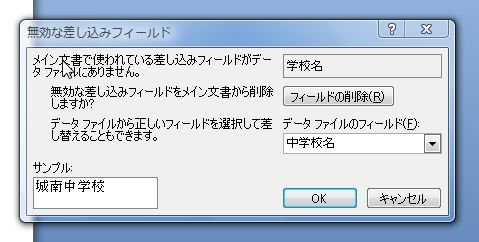 無効な差し込みフィールド
メイン文書で使われている差し込みフィールドがデー
タ ファイルにありません。
学校名
無効な差し込みフィールドをメイン文書から削除
しますか?
フィールドの削除(R)
データ ファイルから正しいフィールドを選択して差
し替えることもできます。
データ ファイルのフィールド(F):
中学校名
サンプル:
城南中学校
OK
キャンセル